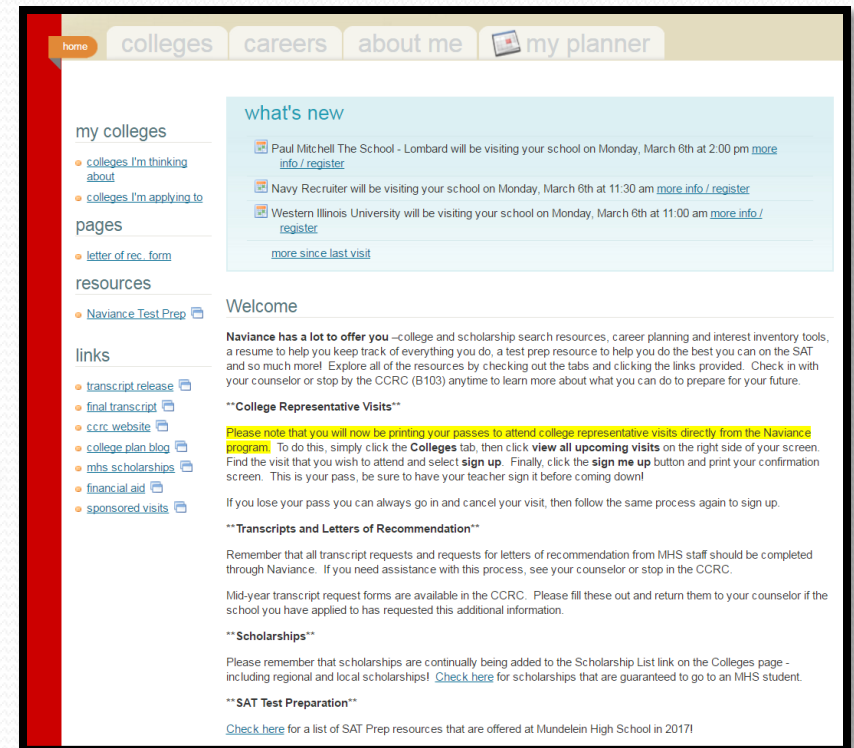 home
colleges
careers
about me
my planner
my colleges
colleges I'm thinking
about
colleges I'm applying to
pages
letter of rec. form
resources
Naviance Test Prep
links
transcript release
final transcript
ccrc website
college plan blog
mhs scholarships
financial aid
sponsored visits
what's new
Paul Mitchell The School - Lombard will be visiting your school on Monday, March 6th at 2:00 pm more
info / register
Navy Recruiter will be visiting your school on Monday, March 6th at 11:30 am more info / register
Western Illinois University will be visiting your school on Monday, March 6th at 11:00 am more info /
register
more since last visit
Welcome
Naviance has a lot to offer you –college and scholarship search resources, career planning and interest inventory tools,
a resume to help you keep track of everything you do, a test prep resource to help you do the best you can on the SAT
and so much more! Explore all of the resources by checking out the tabs and clicking the links provided. Check in with
your counselor or stop by the CCRC (B103) anytime to learn more about what you can do to prepare for your future.
**College Representative Visits**
Please note that you will now be printing your passes to attend college representative visits directly from the Naviance
program. To do this, simply click the Colleges tab, then click view all upcoming visits on the right side of your screen.
Find the visit that you wish to attend and select sign up. Finally, click the sign me up button and print your confirmation
screen. This is your pass, be sure to have your teacher sign it before coming down!
If you lose your pass you can always go in and cancel your visit, then follow the same process again to sign up.
**Transcripts and Letters of Recommendation**
Remember that all transcript requests and requests for letters of recommendation from MHS staff should be completed
through Naviance. If you need assistance with this process, see your counselor or stop in the CCRC.
Mid-year transcript request forms are available in the CCRC. Please fill these out and return them to your counselor if the
school you have applied to has requested this additional information.
**Scholarships**
Please remember that scholarships are continually being added to the Scholarship List link on the Colleges page -
including regional and local scholarships! Check here for scholarships that are guaranteed to go to an MHS student.
**SAT Test Preparation**
Check here for a list of SAT Prep resources that are offered at Mundelein High School in 2017!